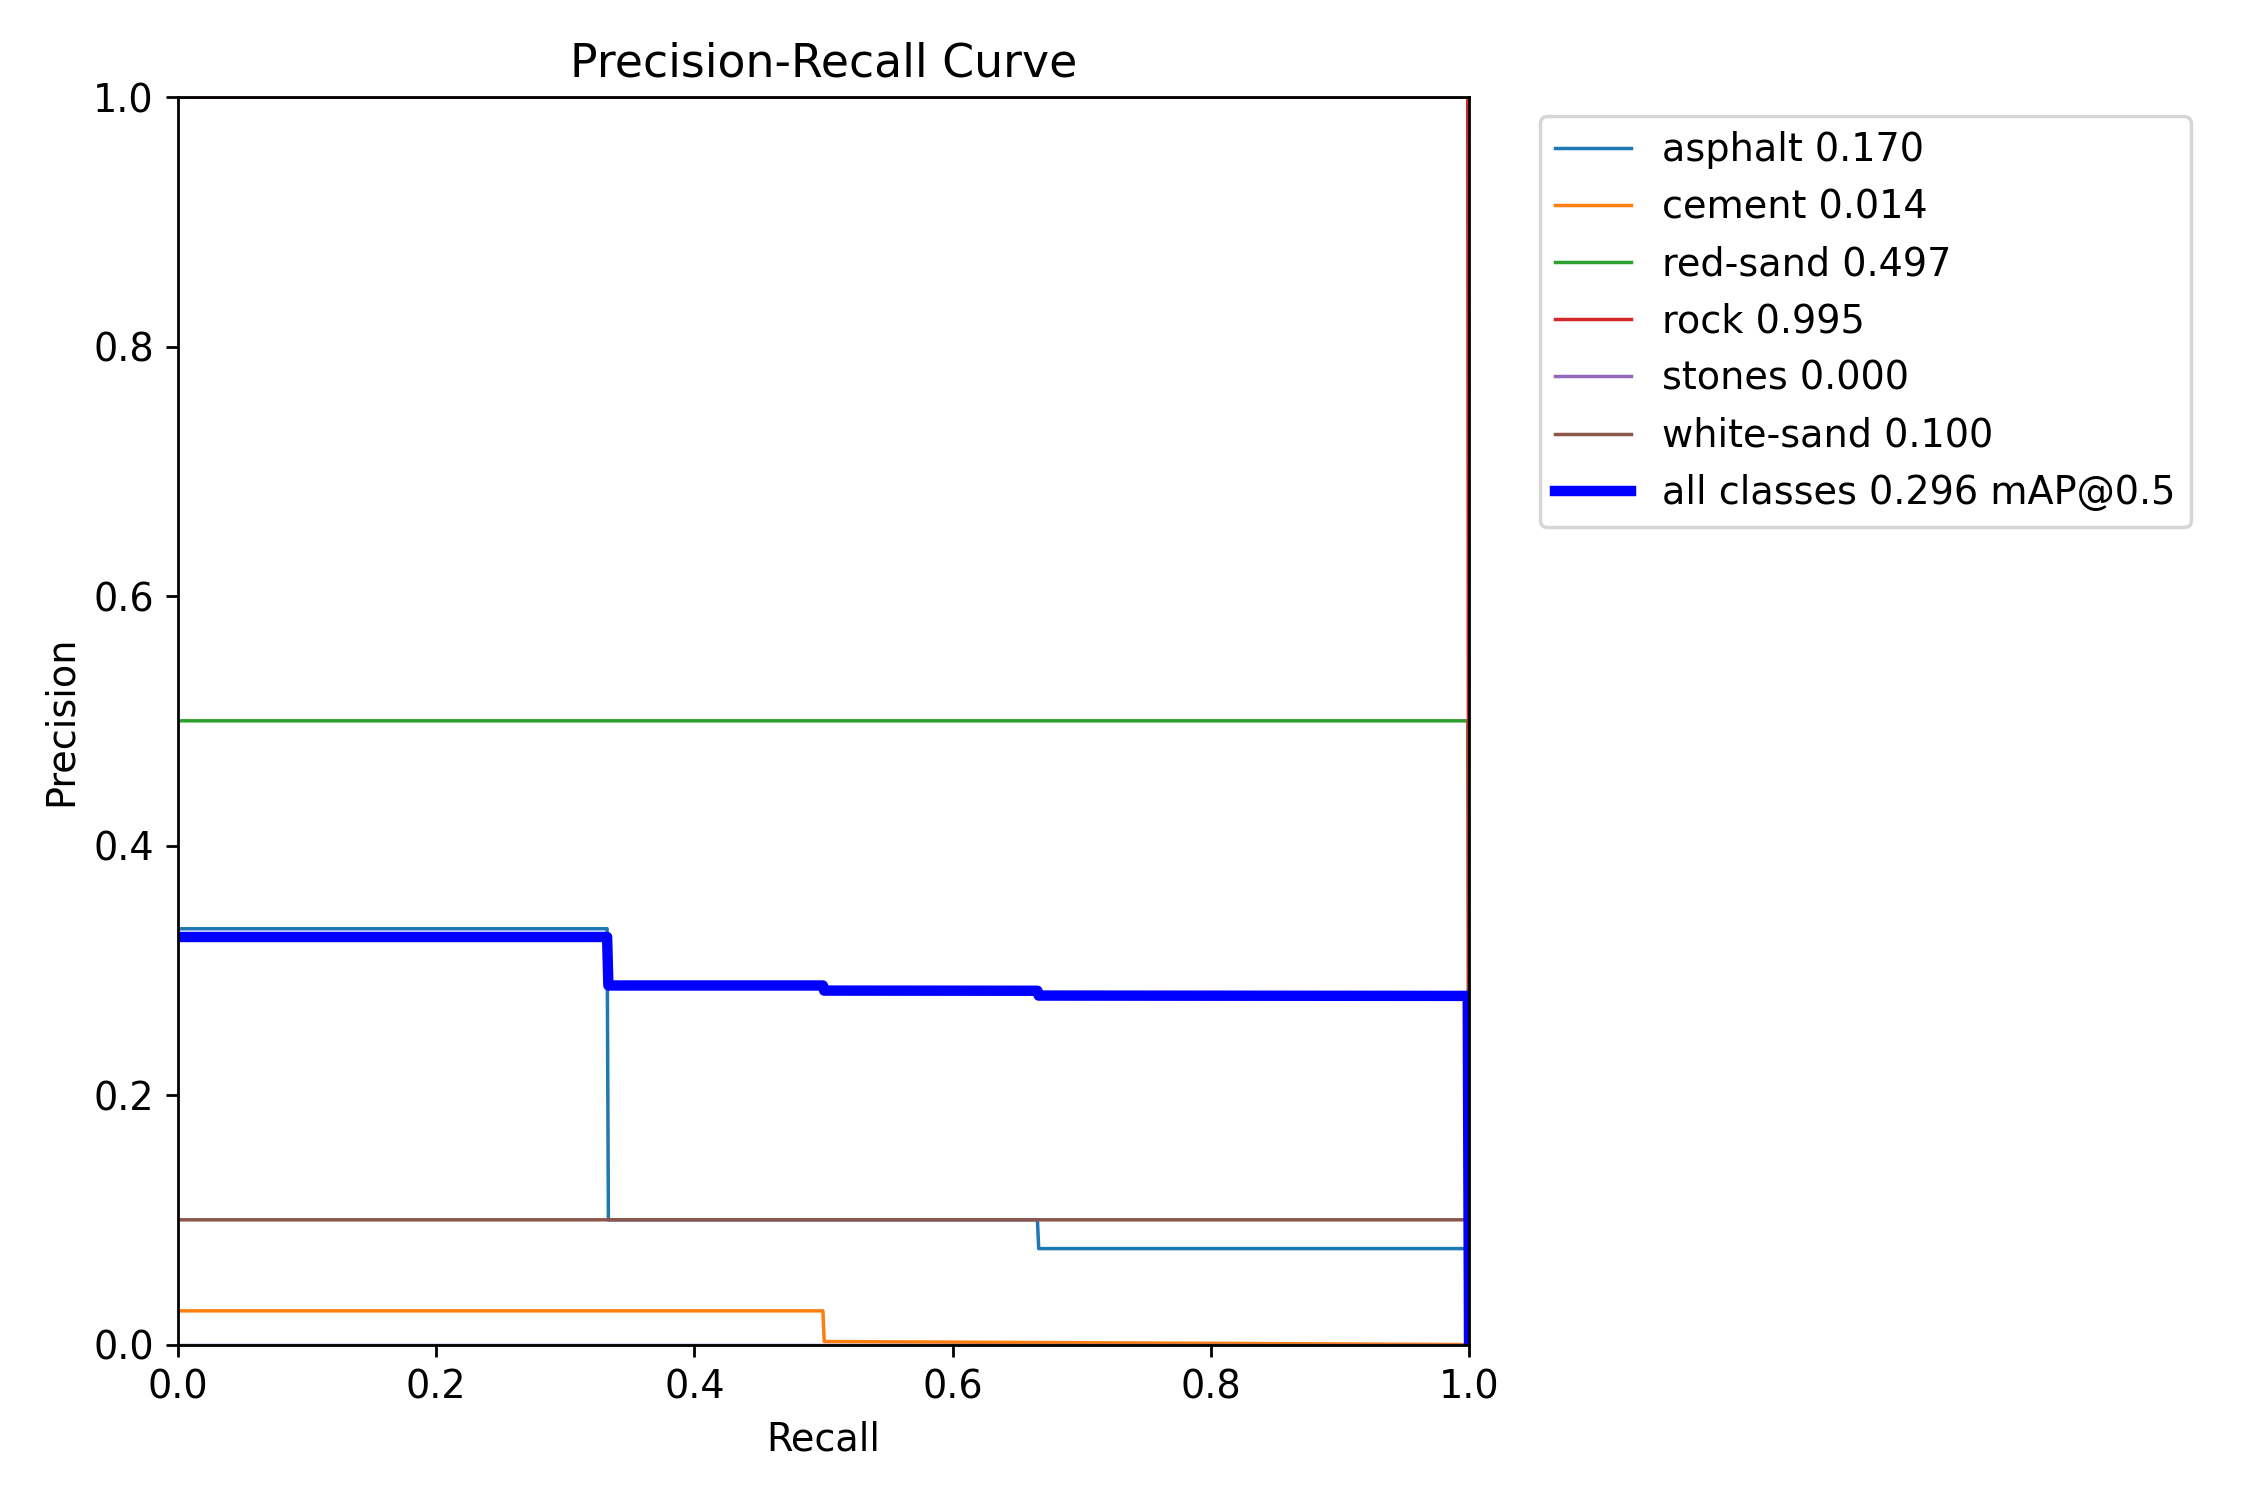 Precision-Recall Curve
1.0
0.8
0.6
0.4
0.2
0.0
Precision
0.0 0.2 0.4 0.6 0.8 1.0
Recall
asphalt 0.170
cement 0.014
red-sand 0.497
rock 0.995
stones 0.000
white-sand 0.100
all classes 0.296 mAP@0.5